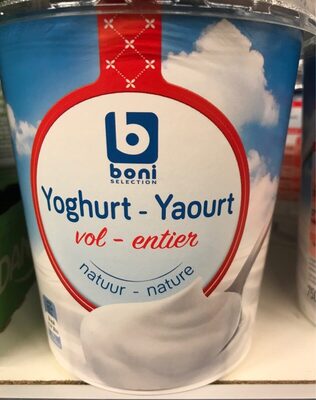 b
boni
SELECTION
Yoghurt - Yaourt
vol - entier
natuur - nature